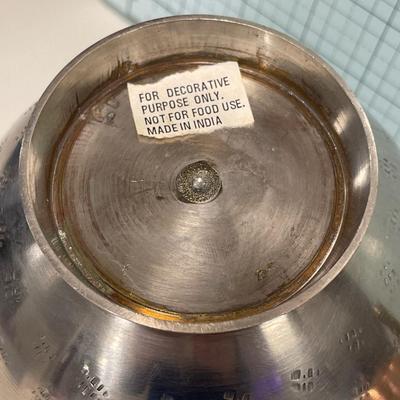 FOR DECORATIVE
PURPOSE ONLY.
NOT FOR FOOD USE.
MADE IN INDIA